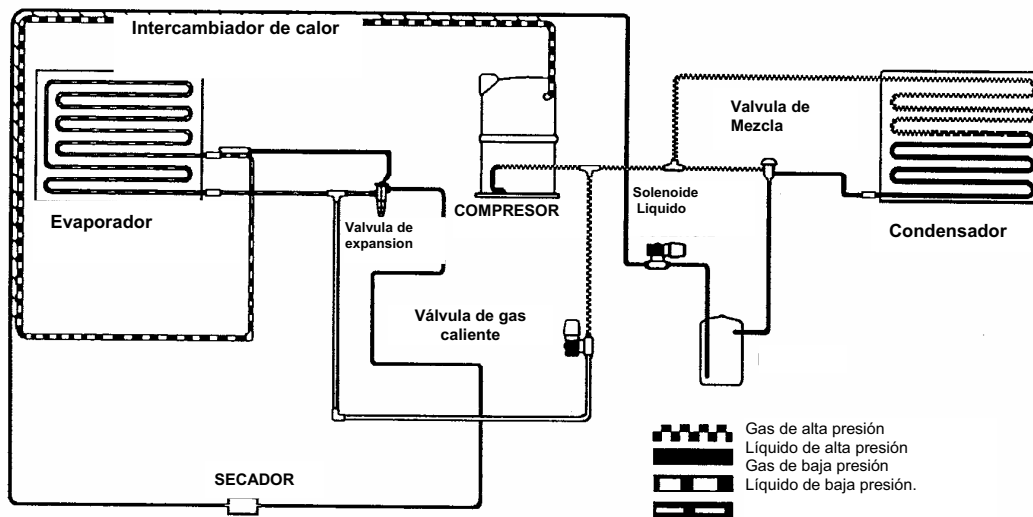 Intercambiador de calor
Valvula de
Mezcla
Solenoide
Liquido
COMPRESOR
Evaporador
Valvula de
expansion
Condensador
Válvula de gas
caliente
SECADOR
Gas de alta presión
Líquido de alta presión
Gas de baja presión
Líquido de baja presión.